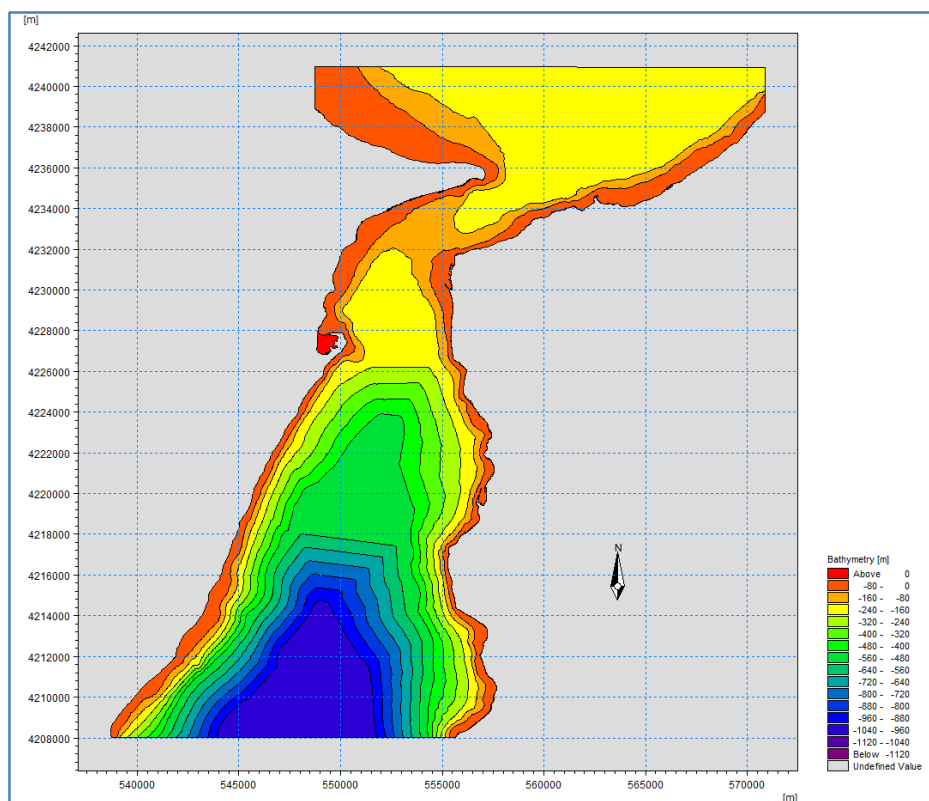 [m]
4242000
4240000
4238000
4236000
4234000
4232000
4230000
4228000
4226000
4224000
4222000
4220000
4218000
4216000
4214000
4212000
4210000
4208000
N
Bathymetry [m]
Above 0
-80 - 0
-160 - -80
-240 - -160
-320 - -240
-400 - -320
-480 - -400
-560 - -480
-640 - -560
-720 - -640
-800 - -720
-880 - -800
-960 - -880
-1040 - -960
-1120 - -1040
Below -1120
Undefined Value
540000 545000 550000 555000 560000 565000 570000
[m]